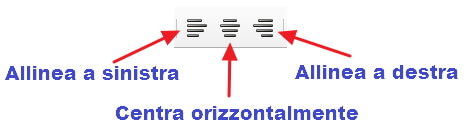 Allinea a sinistra
Allinea a destra
Centra orizzontalmente